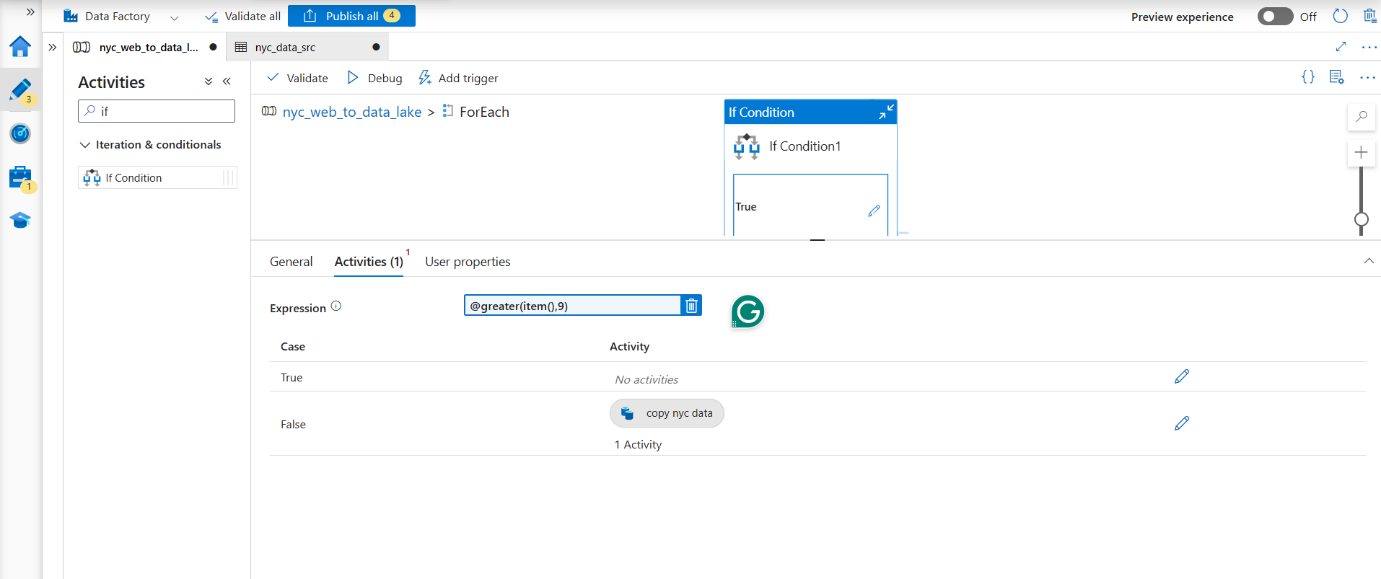 »
Data Factory
Validate all
Publish all 4
Preview experience
Off
»
nyc_web_to_data_l... ●
nyc_data_src ●
...
3
1
Activities
«
if
Iteration & conditionals
If Condition
Validate
Debug
Add trigger
{}
...
nyc_web_to_data_lake > ForEach
If Condition
If Condition1
True
General
Activities (1) 1
User properties
Expression
@greater(item(),9)
G
Case
Activity
True
No activities
False
copy nyc data
1 Activity